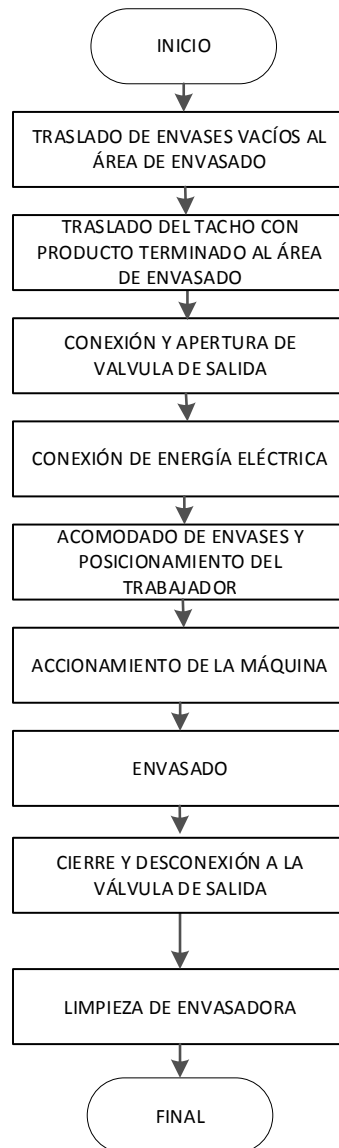 INICIO
TRASLADO DE ENVASES VACÍOS AL
ÁREA DE ENVASADO
TRASLADO DEL TACHO CON
PRODUCTO TERMINADO AL ÁREA
DE ENVASADO
CONEXIÓN Y APERTURA DE
VALVULA DE SALIDA
CONEXIÓN DE ENERGÍA ELÉCTRICA
ACOMODADO DE ENVASES Y
POSICIONAMIENTO DEL
TRABAJADOR
ACCIONAMIENTO DE LA MÁQUINA
ENVASADO
CIERRE Y DESCONEXIÓN A LA
VÁLVULA DE SALIDA
LIMPIEZA DE ENVASADORA
FINAL